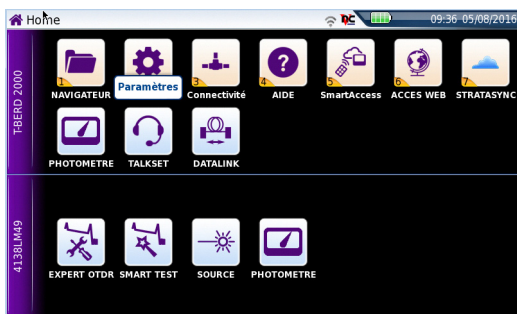 Home
DC
09:36 05/08/2016
T-BERD 2000
1
3
4
5
6
7
NAVIGATEUR
Paramètres
Connectivité
AIDE
SmartAccess
ACCES WEB
STRATASYNC
PHOTOMETRE
TALKSET
DATALINK
4138LM49
EXPERT OTDR
SMART TEST
SOURCE
PHOTOMETRE